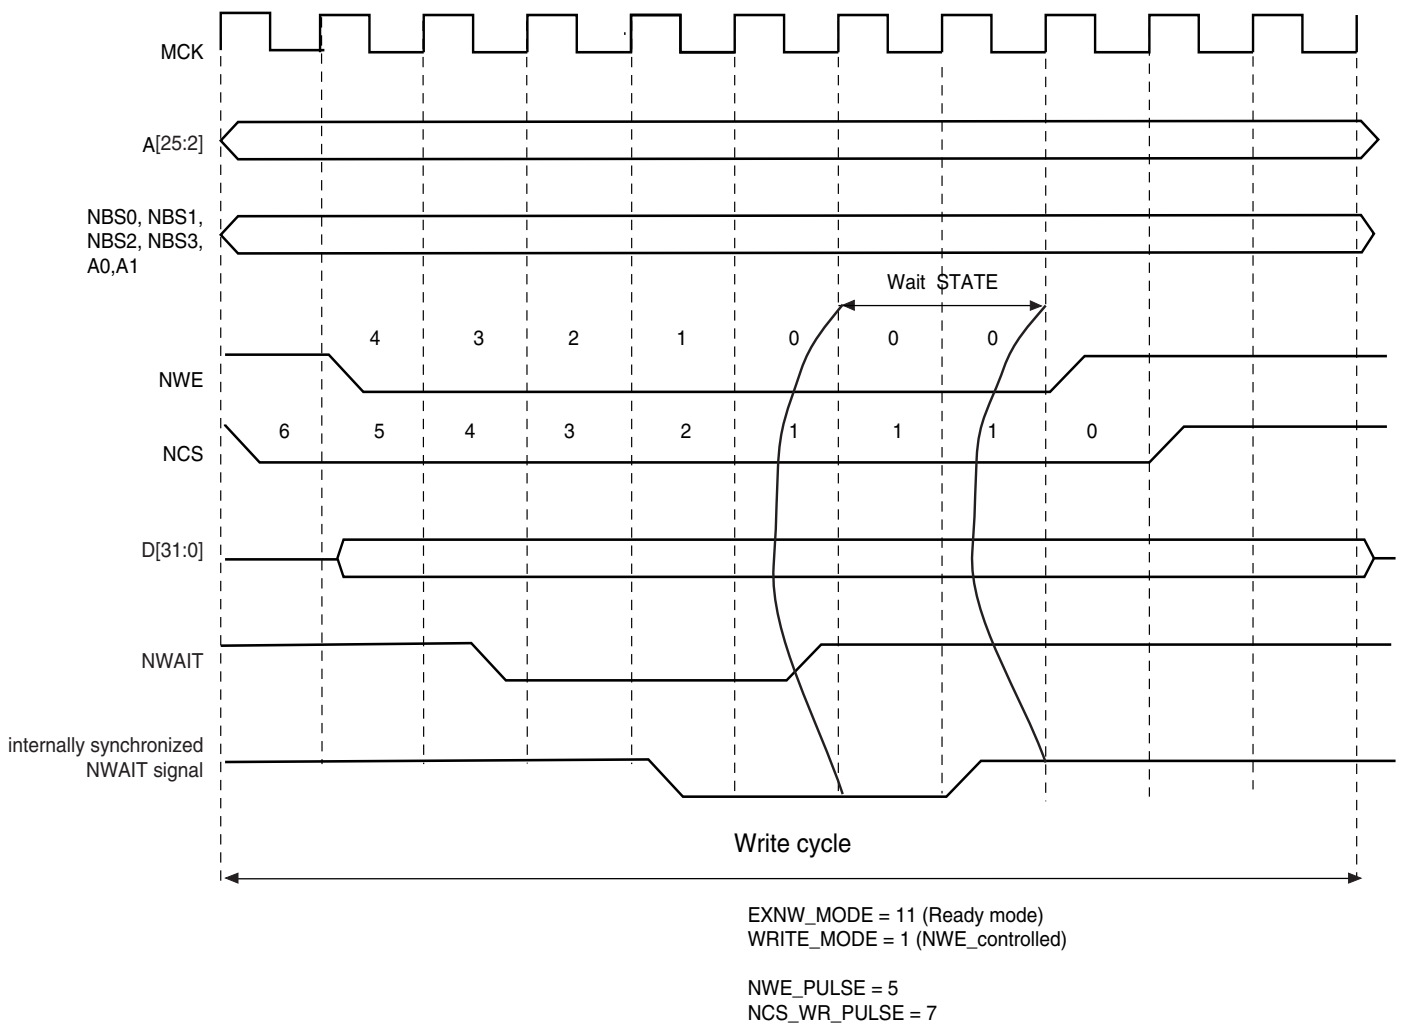 MCK
A[25:2]
NBS0, NBS1,
NBS2, NBS3,
A0,A1
Wait STATE
4 3 2 1 0 0 0
NWE
6 5 4 3 2 1 1 1 0
NCS
D[31:0]
NWAIT
internally synchronized
NWAIT signal
Write cycle
EXNW_MODE = 11 (Ready mode)
WRITE_MODE = 1 (NWE_controlled)
NWE_PULSE = 5
NCS_WR_PULSE = 7